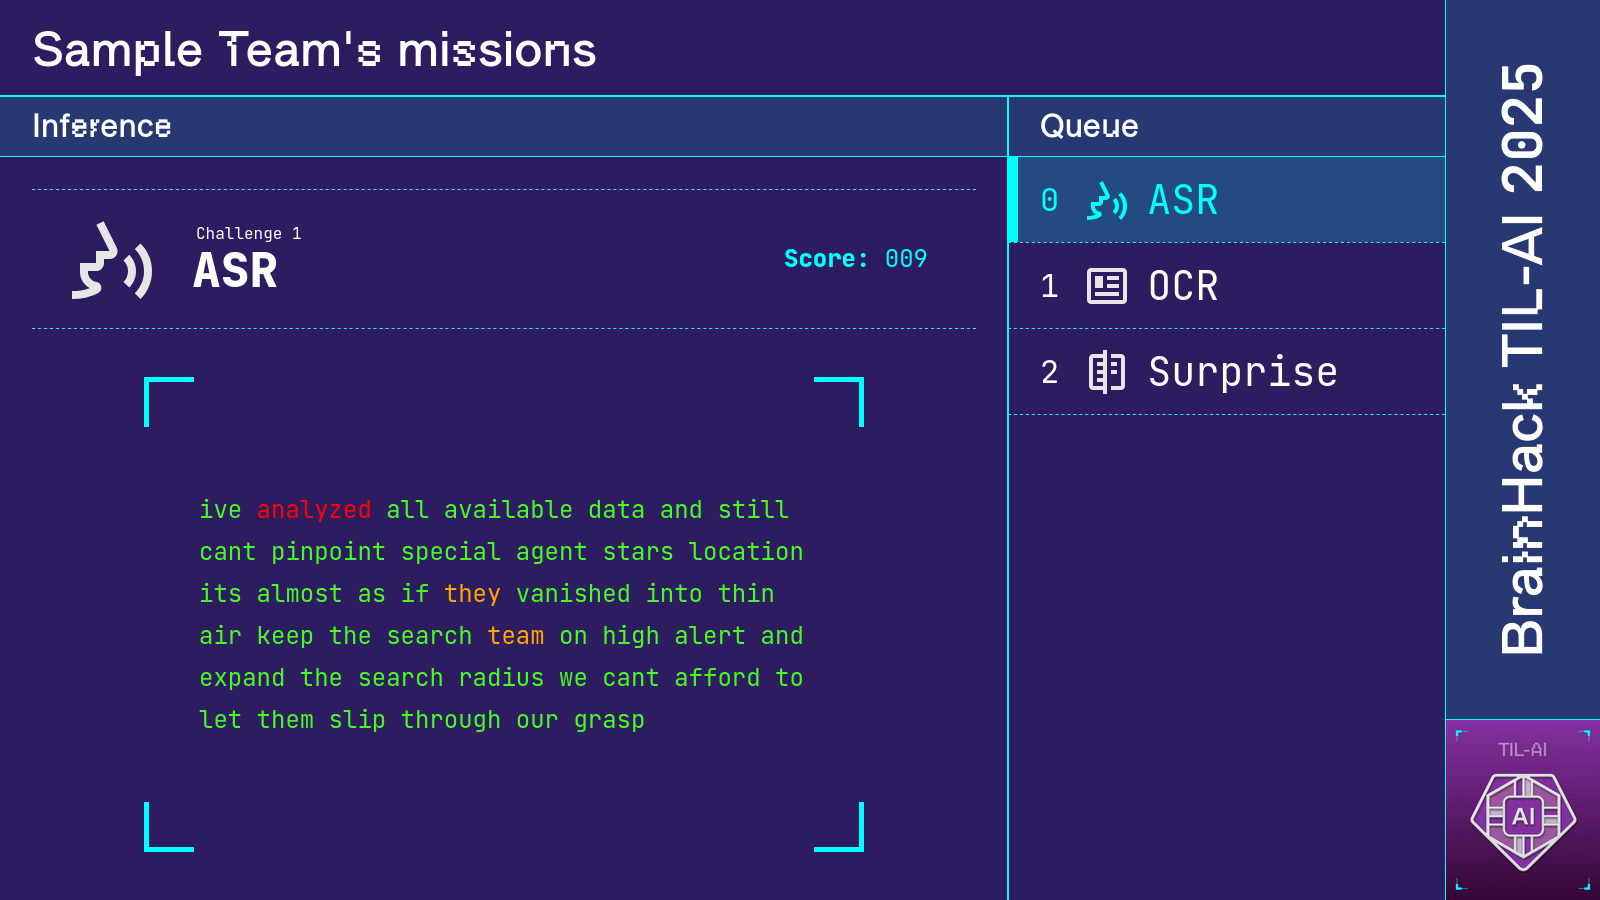 Sample Team's missions
Inference
Challenge 1
ASR
Score: 009
ive analyzed all available data and still
cant pinpoint special agent stars location
its almost as if they vanished into thin
air keep the search team on high alert and
expand the search radius we cant afford to
let them slip through our grasp
Queue
0 ASR
1 OCR
2 Surprise
BrainHack TIL-AI 2025
TIL-AI
AI